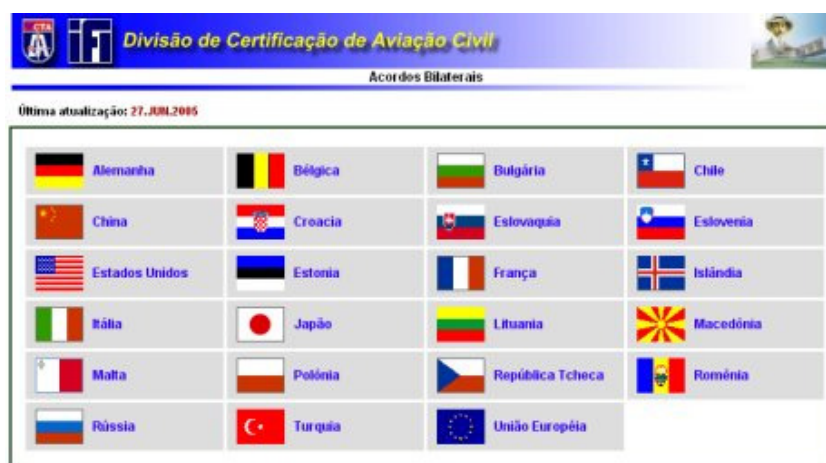 CTA
IFI
Divisão de Certificação de Aviação Civil
Acordos Bilaterais
Última atualização: 27.JUN.2005
Alemanha Bélgica Bulgária Chile
China Croacia Eslovaquia Eslovenia
Estados Unidos Estonia França Islândia
Itália Japão Lituania Macedónia
Malta Polónia República Tcheca Roménia
Rússia Turquia União Européia